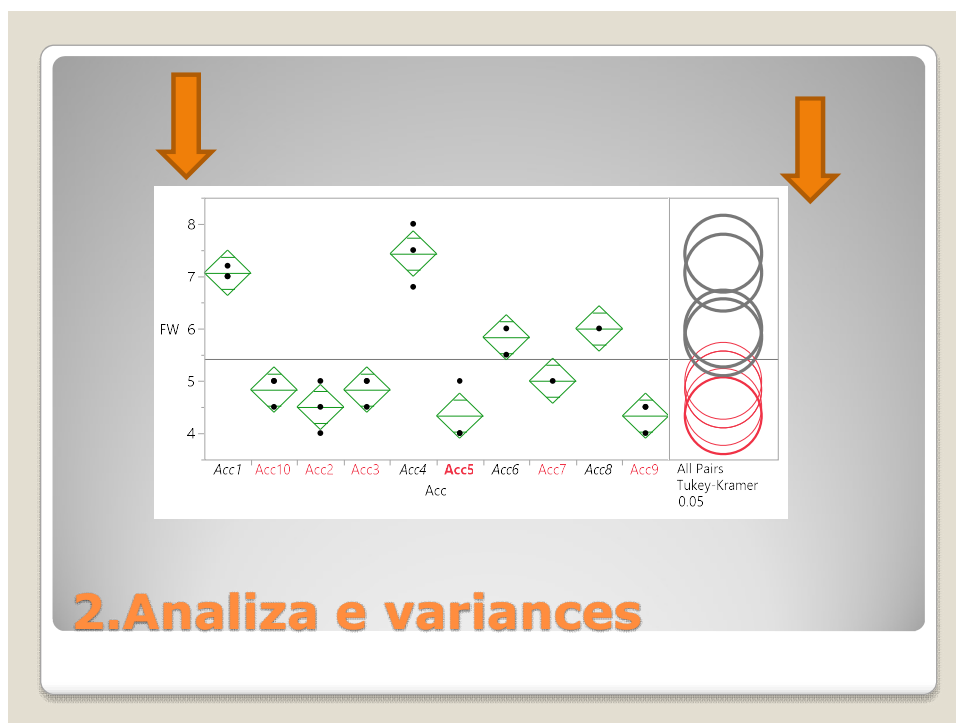 8
7
FW 6
5
4
Acc1 Acc10 Acc2 Acc3 Acc4 Acc5 Acc6 Acc7 Acc8 Acc9
Acc
All Pairs
Tukey-Kramer
0.05
2.Analiza e variances